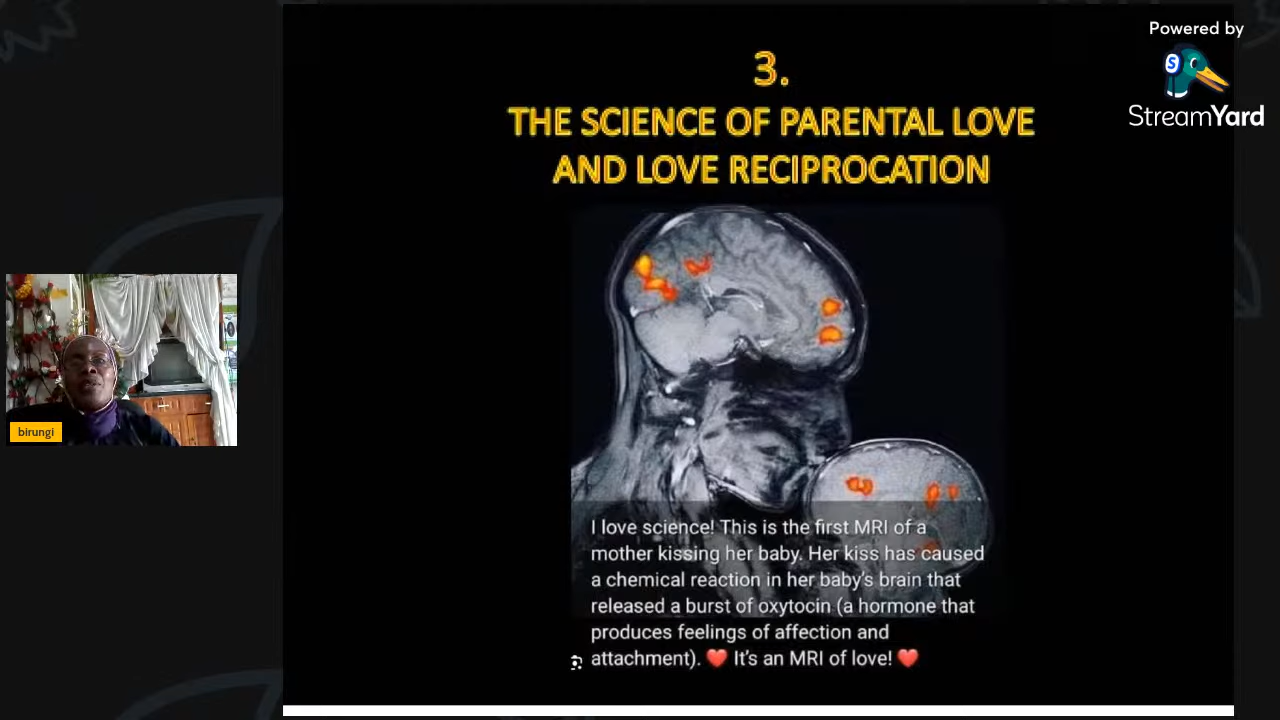 Powered by
S
StreamYard
3.
THE SCIENCE OF PARENTAL LOVE
AND LOVE RECIPROCATION
birungi
I love science! This is the first MRI of a
mother kissing her baby. Her kiss has caused
a chemical reaction in her baby's brain that
released a burst of oxytocin (a hormone that
produces feelings of affection and
attachment). ❤️ It's an MRI of love! ❤️